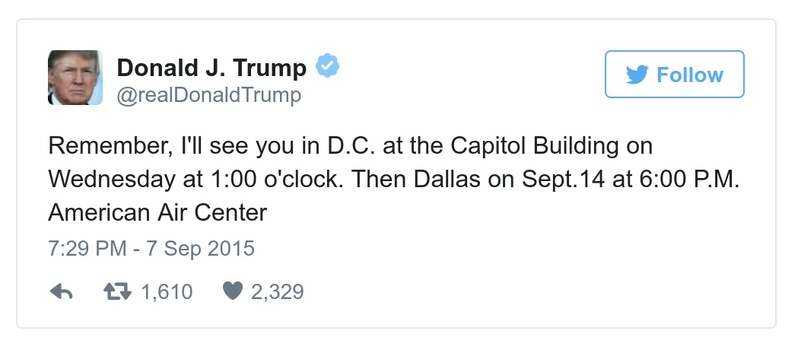 Donald J. Trump
@realDonaldTrump
Follow
Remember, I'll see you in D.C. at the Capitol Building on
Wednesday at 1:00 o'clock. Then Dallas on Sept.14 at 6:00 P.M.
American Air Center
7:29 PM - 7 Sep 2015
1,610 2,329